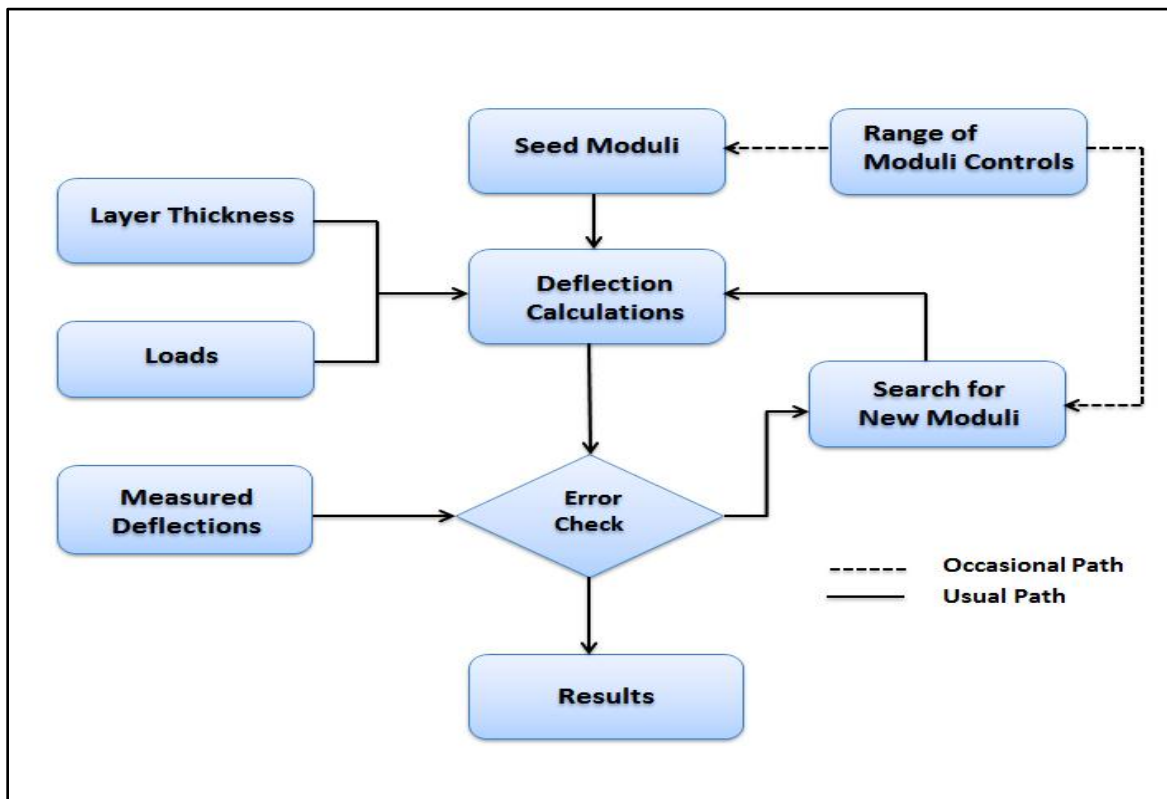 Seed Moduli
Range of
Moduli Controls
Layer Thickness
Deflection
Calculations
Loads
Search for
New Moduli
Measured
Deflections
Error
Check
Occasional Path
Usual Path
Results